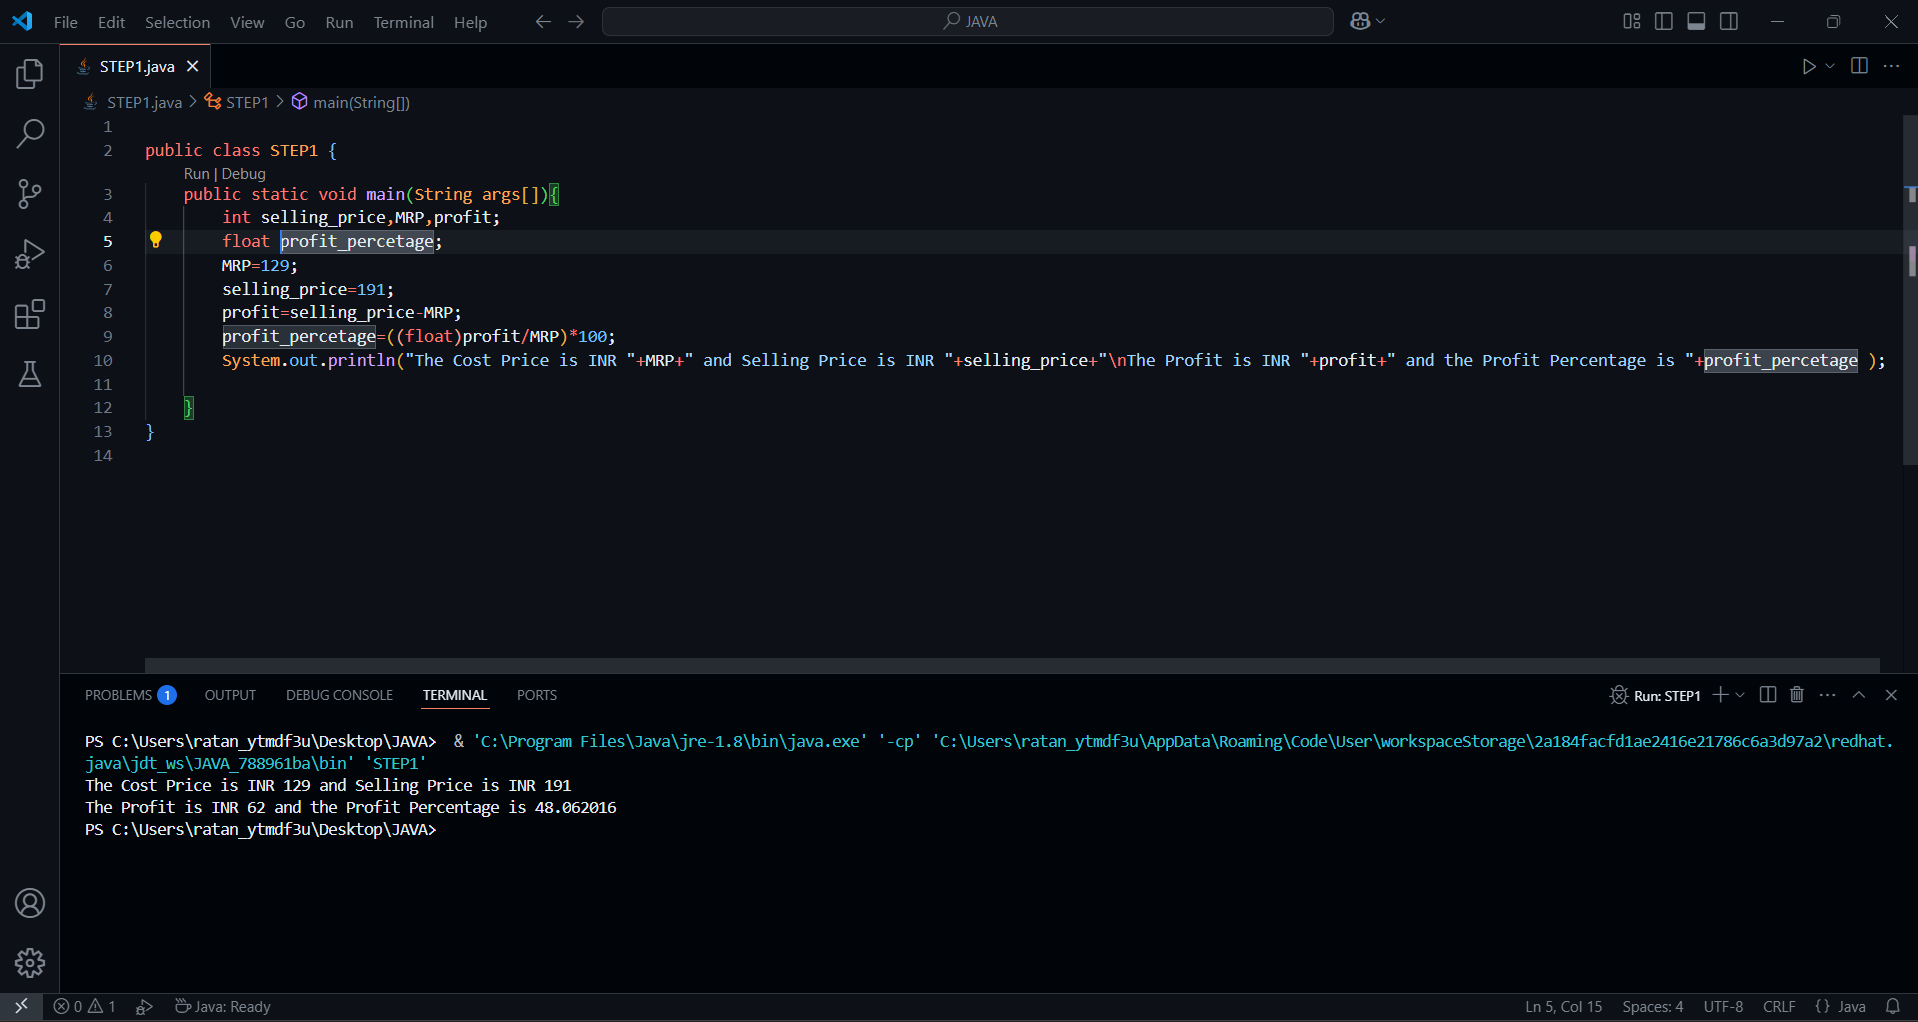 File Edit Selection View Go Run Terminal Help JAVA
STEP1.java
STEP1.java > STEP1 > main(String[])
1
2 public class STEP1 {
Run | Debug
3 public static void main(String args[]){
4 int selling_price,MRP,profit;
5 float profit_percetage;
6 MRP=129;
7 selling_price=191;
8 profit=selling_price-MRP;
9 profit_percetage=((float)profit/MRP)*100;
10 System.out.println("The Cost Price is INR "+MRP+" and Selling Price is INR "+selling_price+"\nThe Profit is INR "+profit+" and the Profit Percentage is "+profit_percetage );
11
12 }
13 }
14
PROBLEMS 1 OUTPUT DEBUG CONSOLE TERMINAL PORTS Run: STEP1
PS C:\Users\ratan_ytmdf3u\Desktop\JAVA> & 'C:\Program Files\Java\jre-1.8\bin\java.exe' '-cp' 'C:\Users\ratan_ytmdf3u\AppData\Roaming\Code\User\workspaceStorage\2a184facfd1ae2416e21786c6a3d97a2\redhat.
java\jdt_ws\JAVA_788961ba\bin' 'STEP1'
The Cost Price is INR 129 and Selling Price is INR 191
The Profit is INR 62 and the Profit Percentage is 48.062016
PS C:\Users\ratan_ytmdf3u\Desktop\JAVA>
0 1 Java: Ready Ln 5, Col 15 Spaces: 4 UTF-8 CRLF {} Java